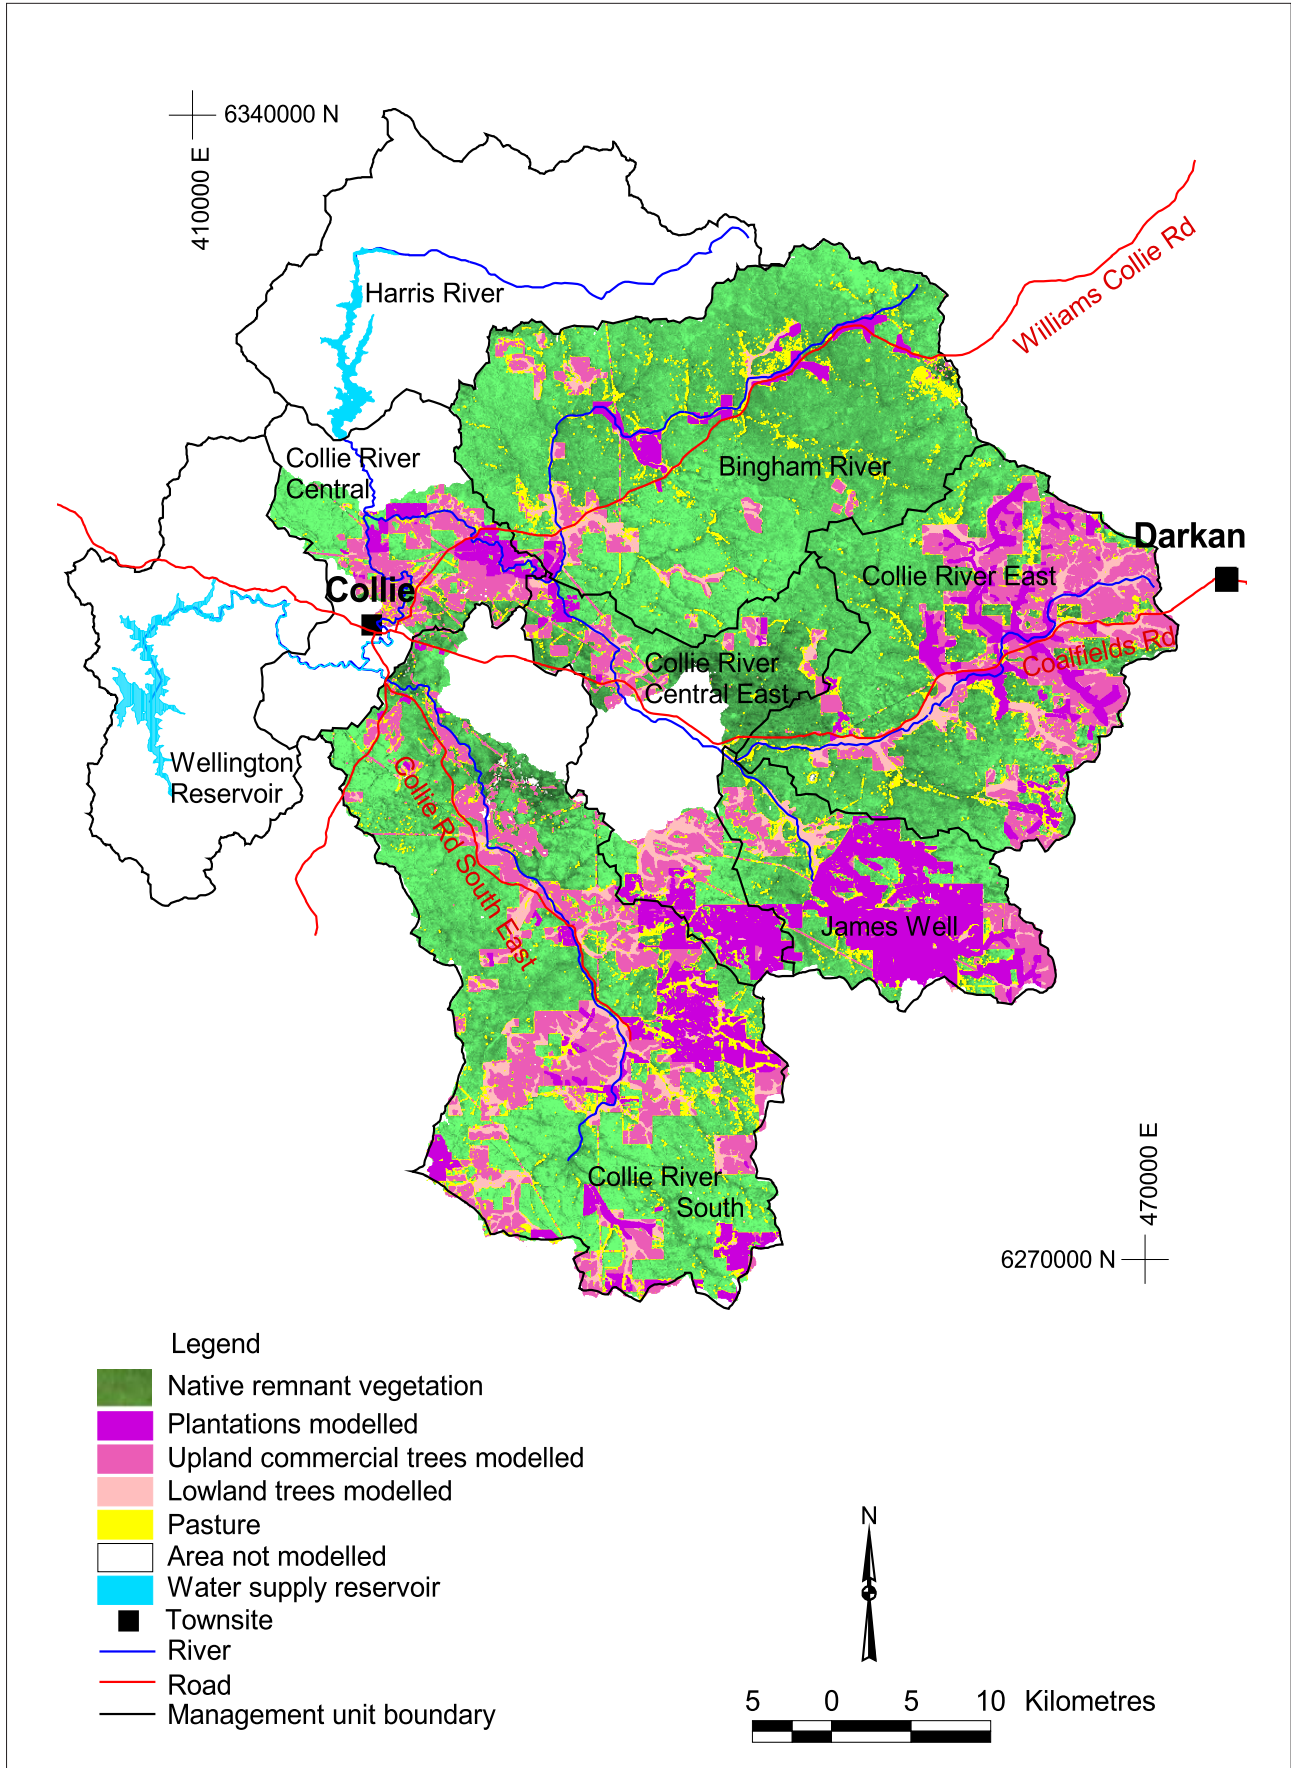 6340000 N
410000 E
Harris River
Williams Collie Rd
Collie River
Central
Bingham River
Darkan
Collie River East
Collie
Coalfields Rd
Collie River
Central East
Wellington
Reservoir
Collie Rd South East
James Well
Collie River
South
470000 E
6270000 N
Legend
Native remnant vegetation
Plantations modelled
Upland commercial trees modelled
Lowland trees modelled
Pasture
Area not modelled
Water supply reservoir
Townsite
River
Road
Management unit boundary
N
5 0 5 10 Kilometres